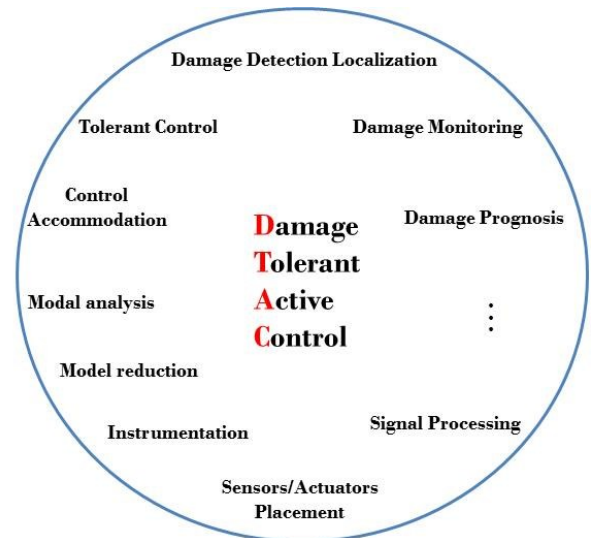 Damage Detection Localization
Tolerant Control
Damage Monitoring
Control
Accommodation
Damage Prognosis
Damage
Tolerant
Active
Control
Modal analysis
Model reduction
Instrumentation
Signal Processing
Sensors/Actuators
Placement